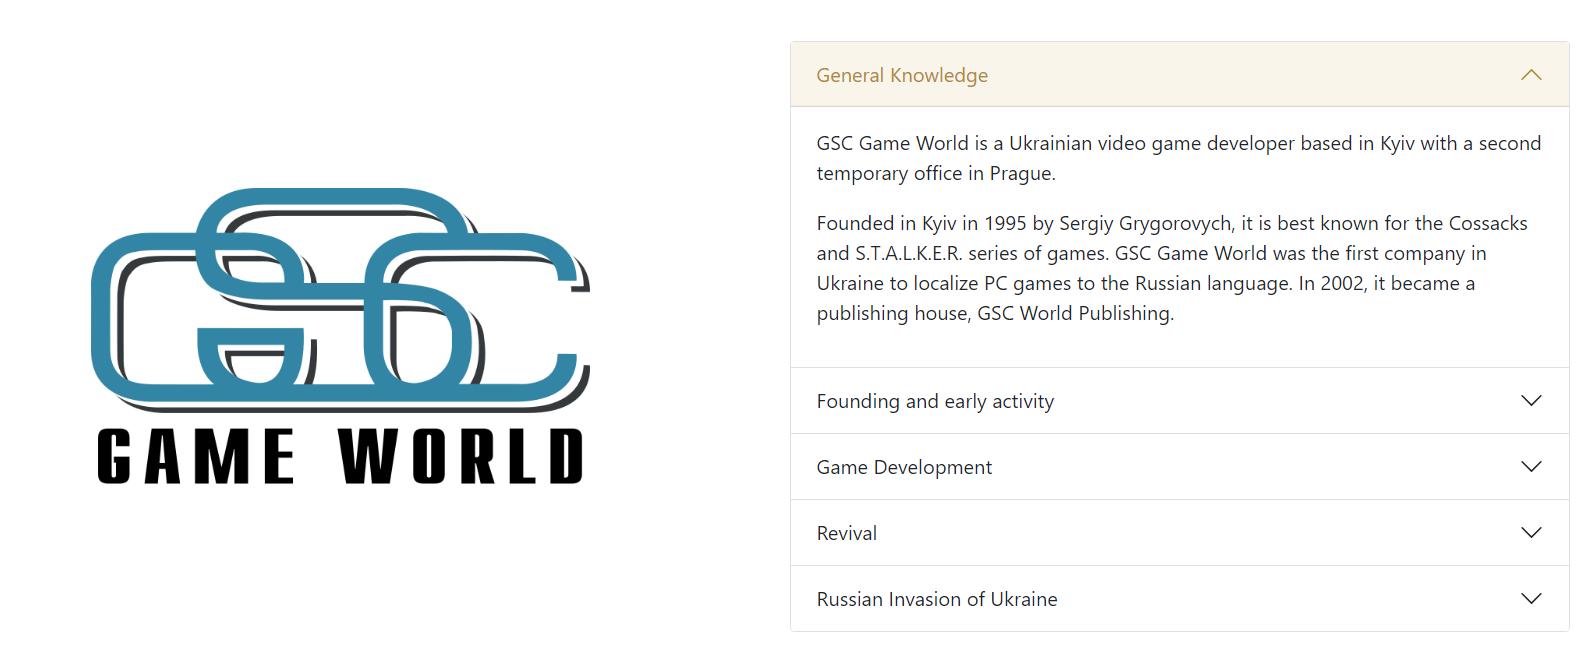 GSC
GAME WORLD
General Knowledge
GSC Game World is a Ukrainian video game developer based in Kyiv with a second
temporary office in Prague.
Founded in Kyiv in 1995 by Sergiy Grygorovych, it is best known for the Cossacks
and S.T.A.L.K.E.R. series of games. GSC Game World was the first company in
Ukraine to localize PC games to the Russian language. In 2002, it became a
publishing house, GSC World Publishing.
Founding and early activity
Game Development
Revival
Russian Invasion of Ukraine